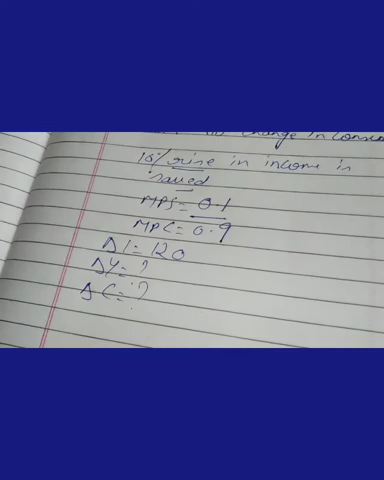 change in consu
10% rise in income is
saved
MPS = 0.1
MPC = 0.9
ΔI = 120
ΔY = ?
ΔC = ?